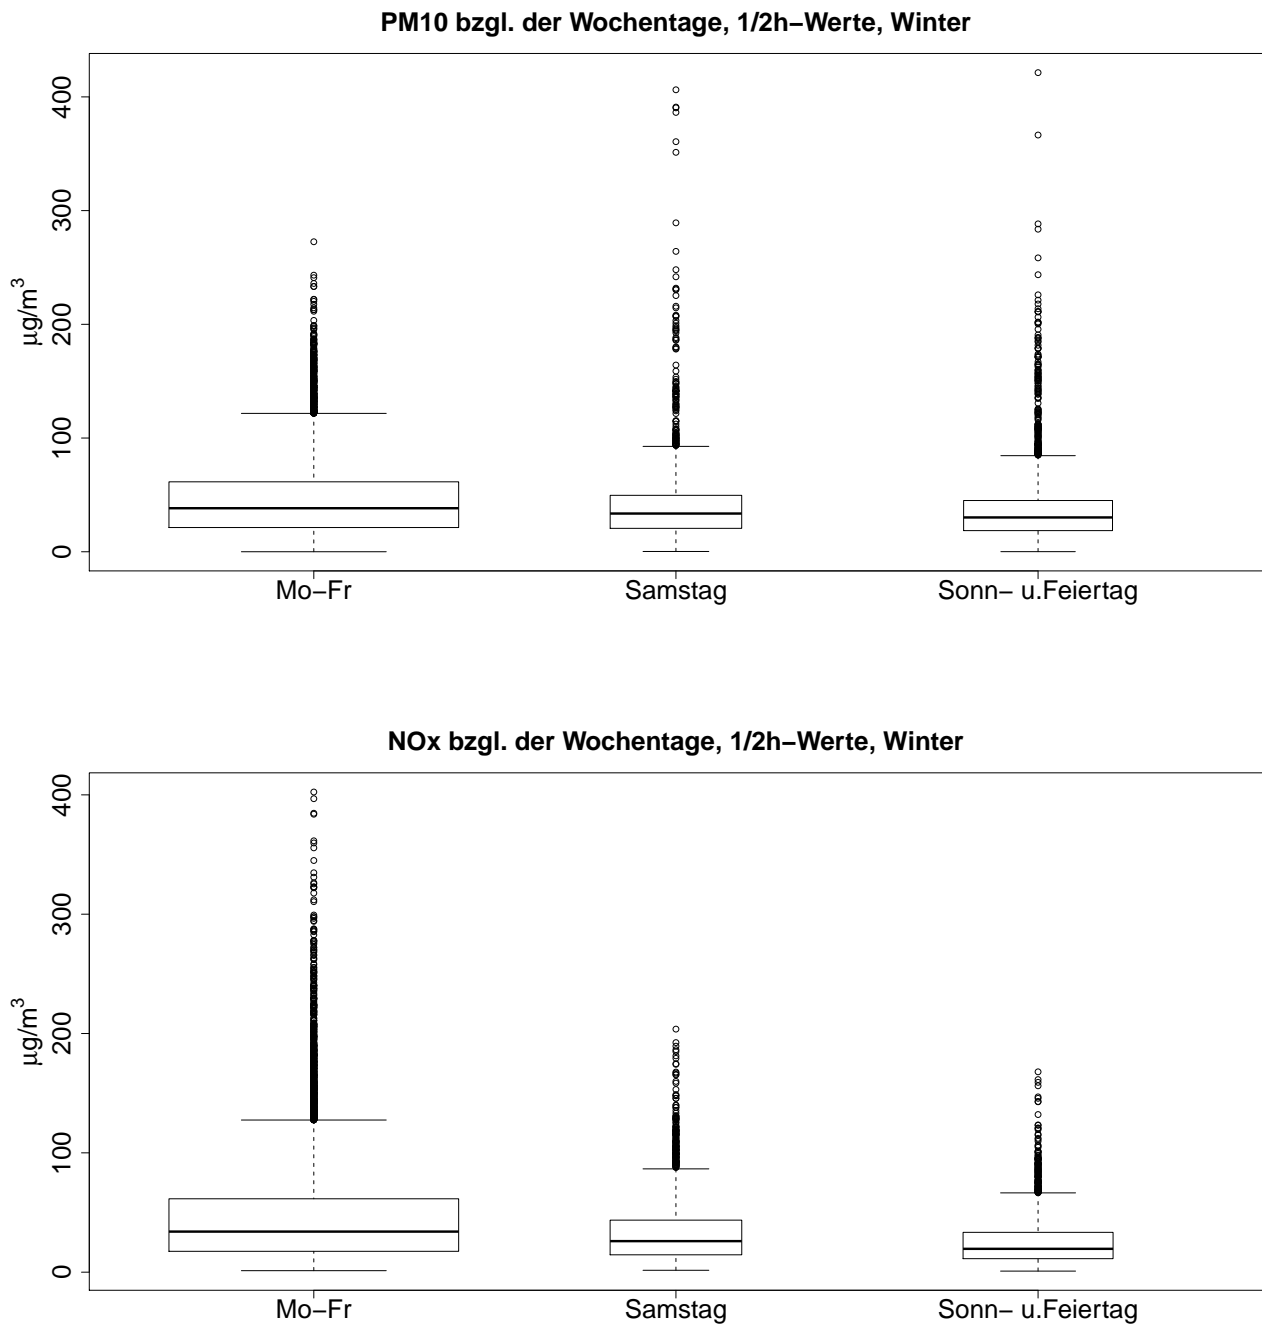 PM10 bzgl. der Wochentage, 1/2h−Werte, Winter
400
300
200
100
0
µg/m³
Mo−Fr Samstag Sonn− u.Feiertag
NOx bzgl. der Wochentage, 1/2h−Werte, Winter
400
300
200
100
0
µg/m³
Mo−Fr Samstag Sonn− u.Feiertag